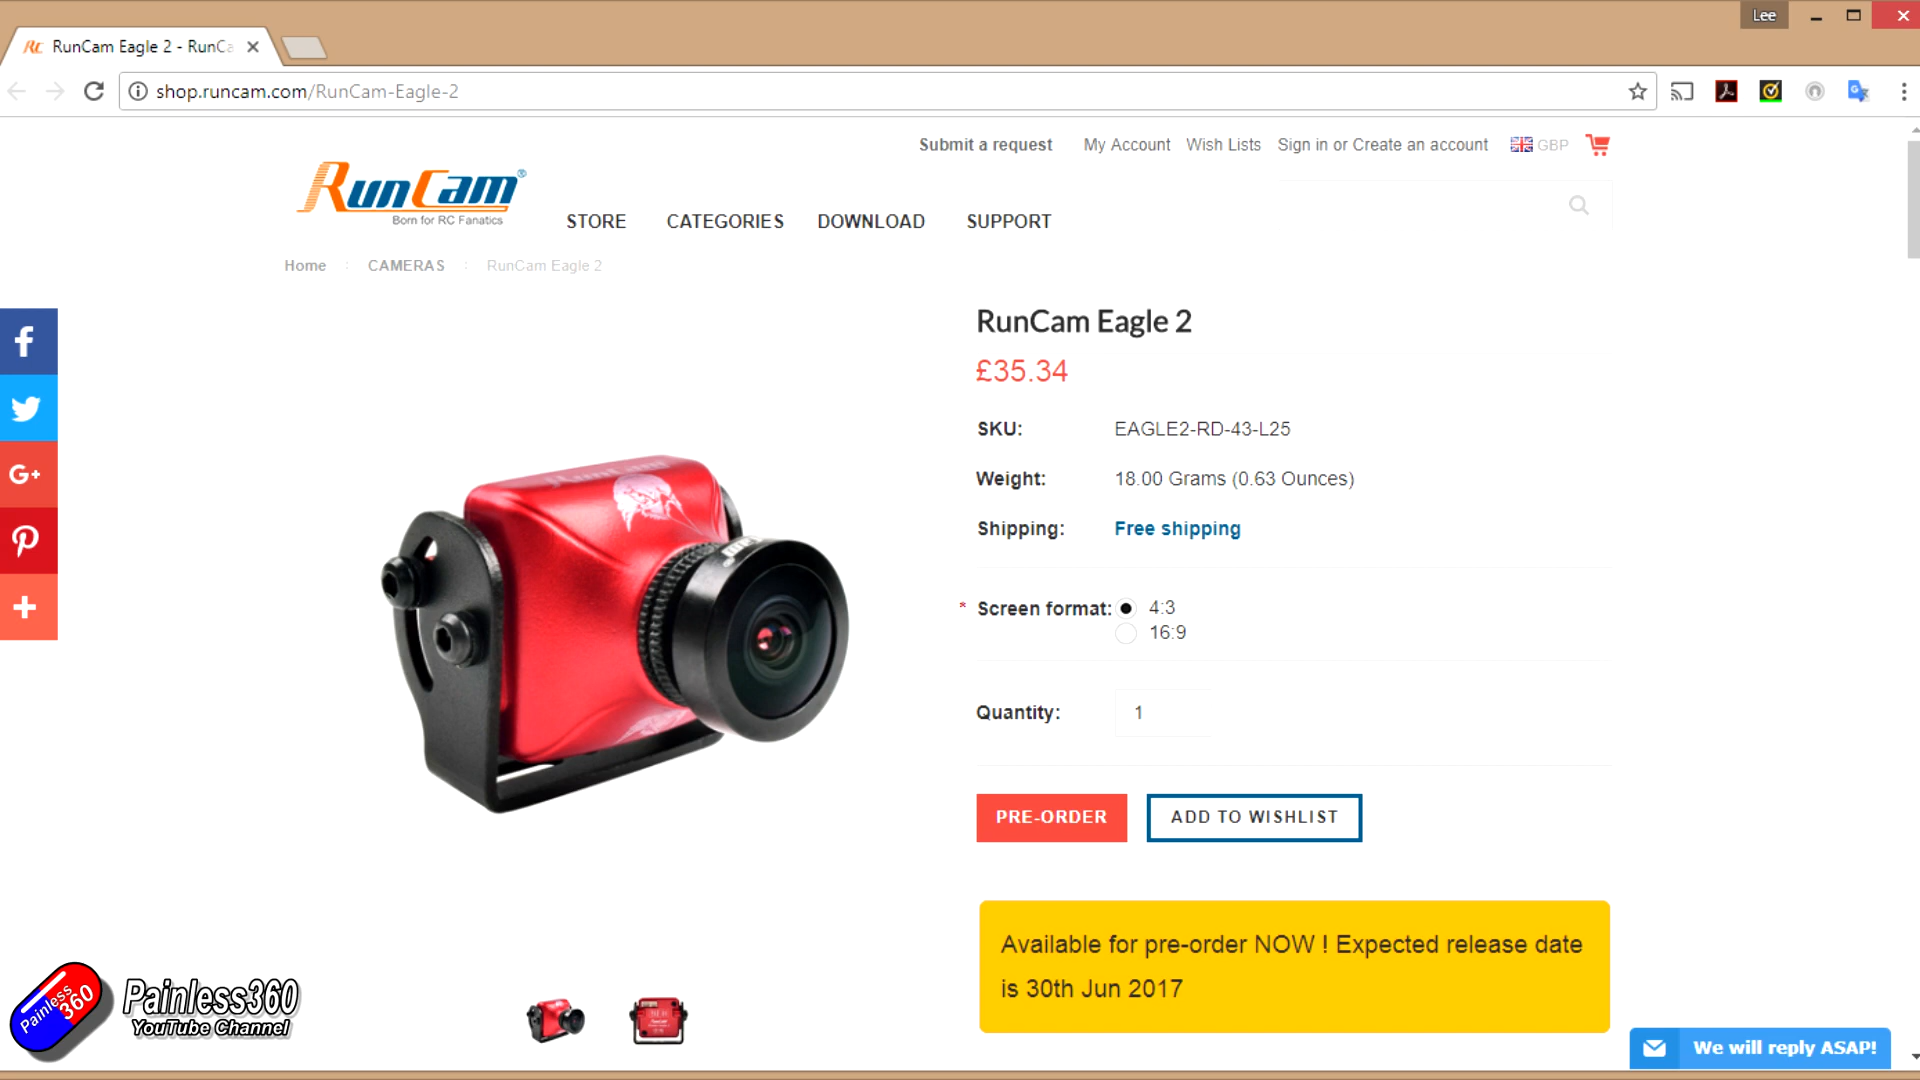 Lee
RC RunCam Eagle 2 - RunCa
shop.runcam.com/RunCam-Eagle-2
Submit a request My Account Wish Lists Sign in or Create an account GBP
RunCam®
Born for RC Fanatics
STORE CATEGORIES DOWNLOAD SUPPORT
Home : CAMERAS : RunCam Eagle 2
RunCam Eagle 2
£35.34
SKU: EAGLE2-RD-43-L25
Weight: 18.00 Grams (0.63 Ounces)
Shipping: Free shipping
* Screen format: 4:3
16:9
Quantity: 1
PRE-ORDER ADD TO WISHLIST
Available for pre-order NOW ! Expected release date
is 30th Jun 2017
Painless
360
Painless360
YouTube Channel
We will reply ASAP!